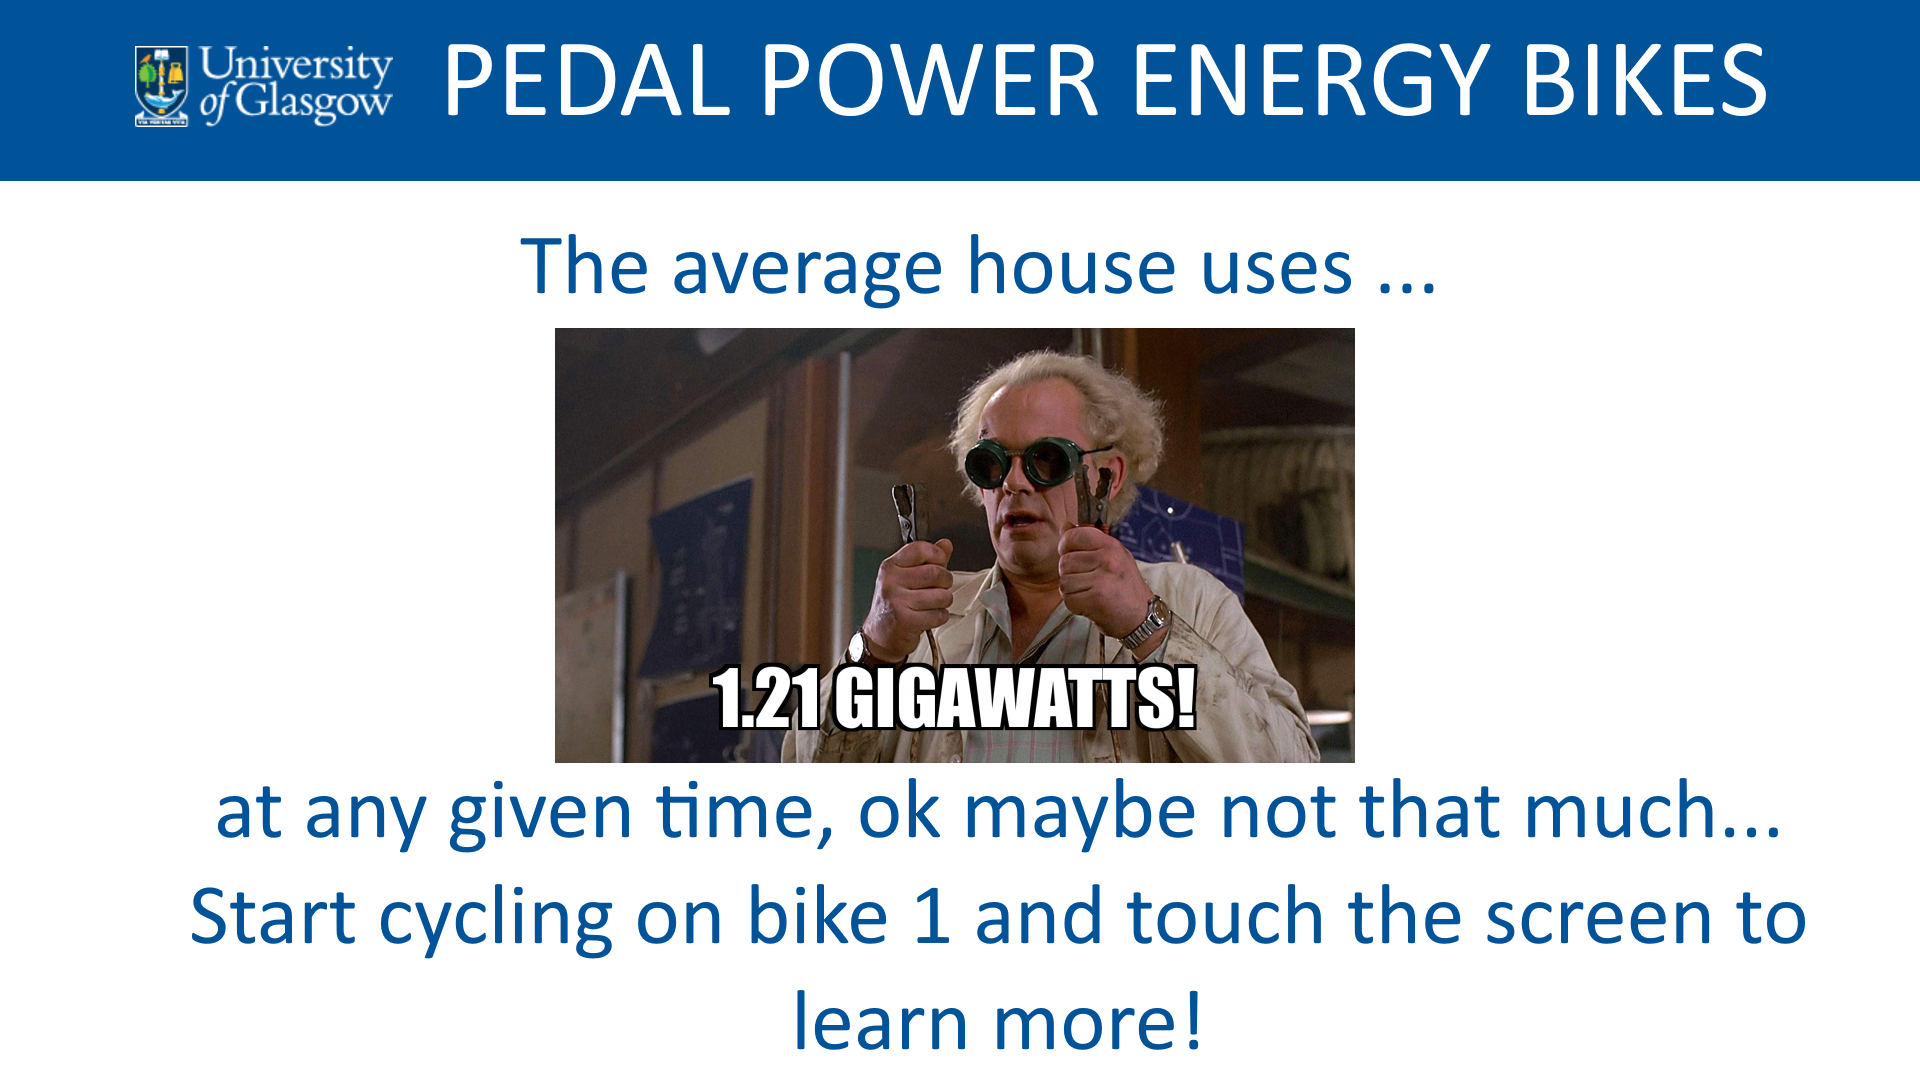 University
of Glasgow
PEDAL POWER ENERGY BIKES
The average house uses ...
1.21 GIGAWATTS!
at any given time, ok maybe not that much...
Start cycling on bike 1 and touch the screen to
learn more!